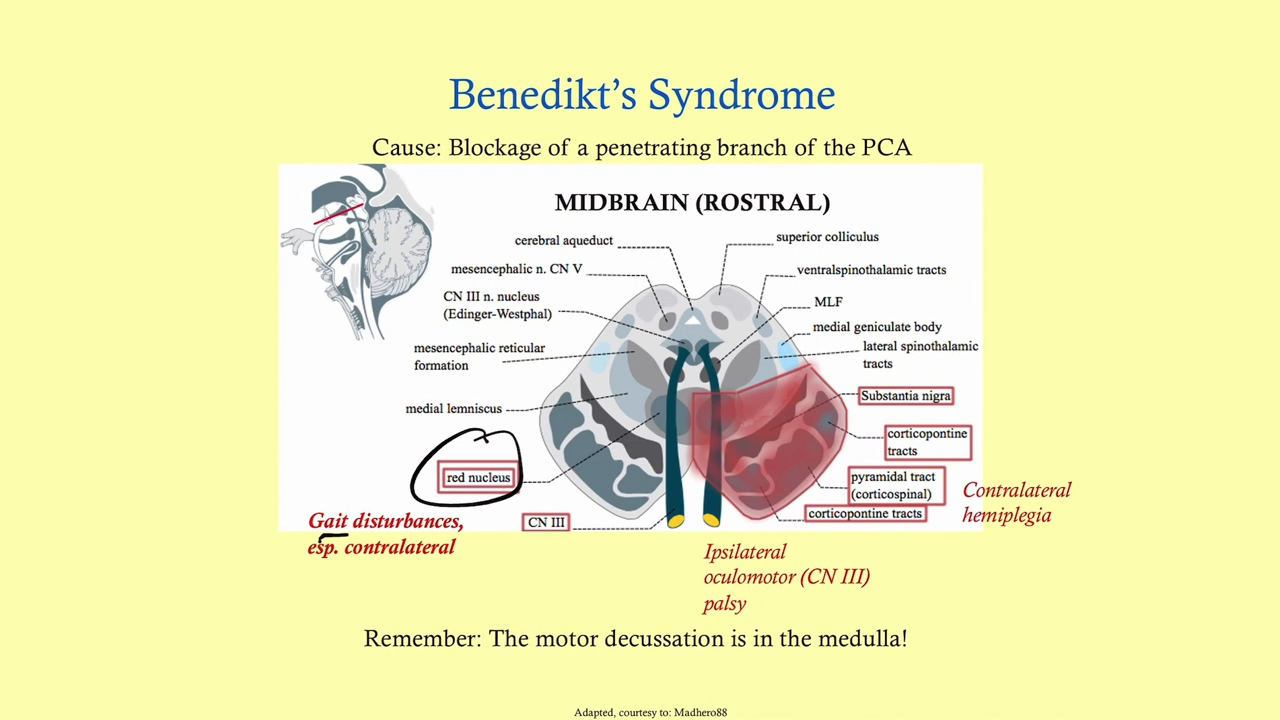 Benedikt’s Syndrome
Cause: Blockage of a penetrating branch of the PCA
MIDBRAIN (ROSTRAL)
cerebral aqueduct
superior colliculus
mesencephalic n. CN V
ventralspinothalamic tracts
CN III n. nucleus
(Edinger-Westphal)
MLF
medial geniculate body
mesencephalic reticular
formation
lateral spinothalamic
tracts
Substantia nigra
medial lemniscus
corticopontine
tracts
red nucleus
pyramidal tract
(corticospinal)
Contralateral
hemiplegia
corticopontine tracts
CN III
Gait disturbances,
esp. contralateral
Ipsilateral
oculomotor (CN III)
palsy
Remember: The motor decussation is in the medulla!
Adapted, courtesy to: Madhero88